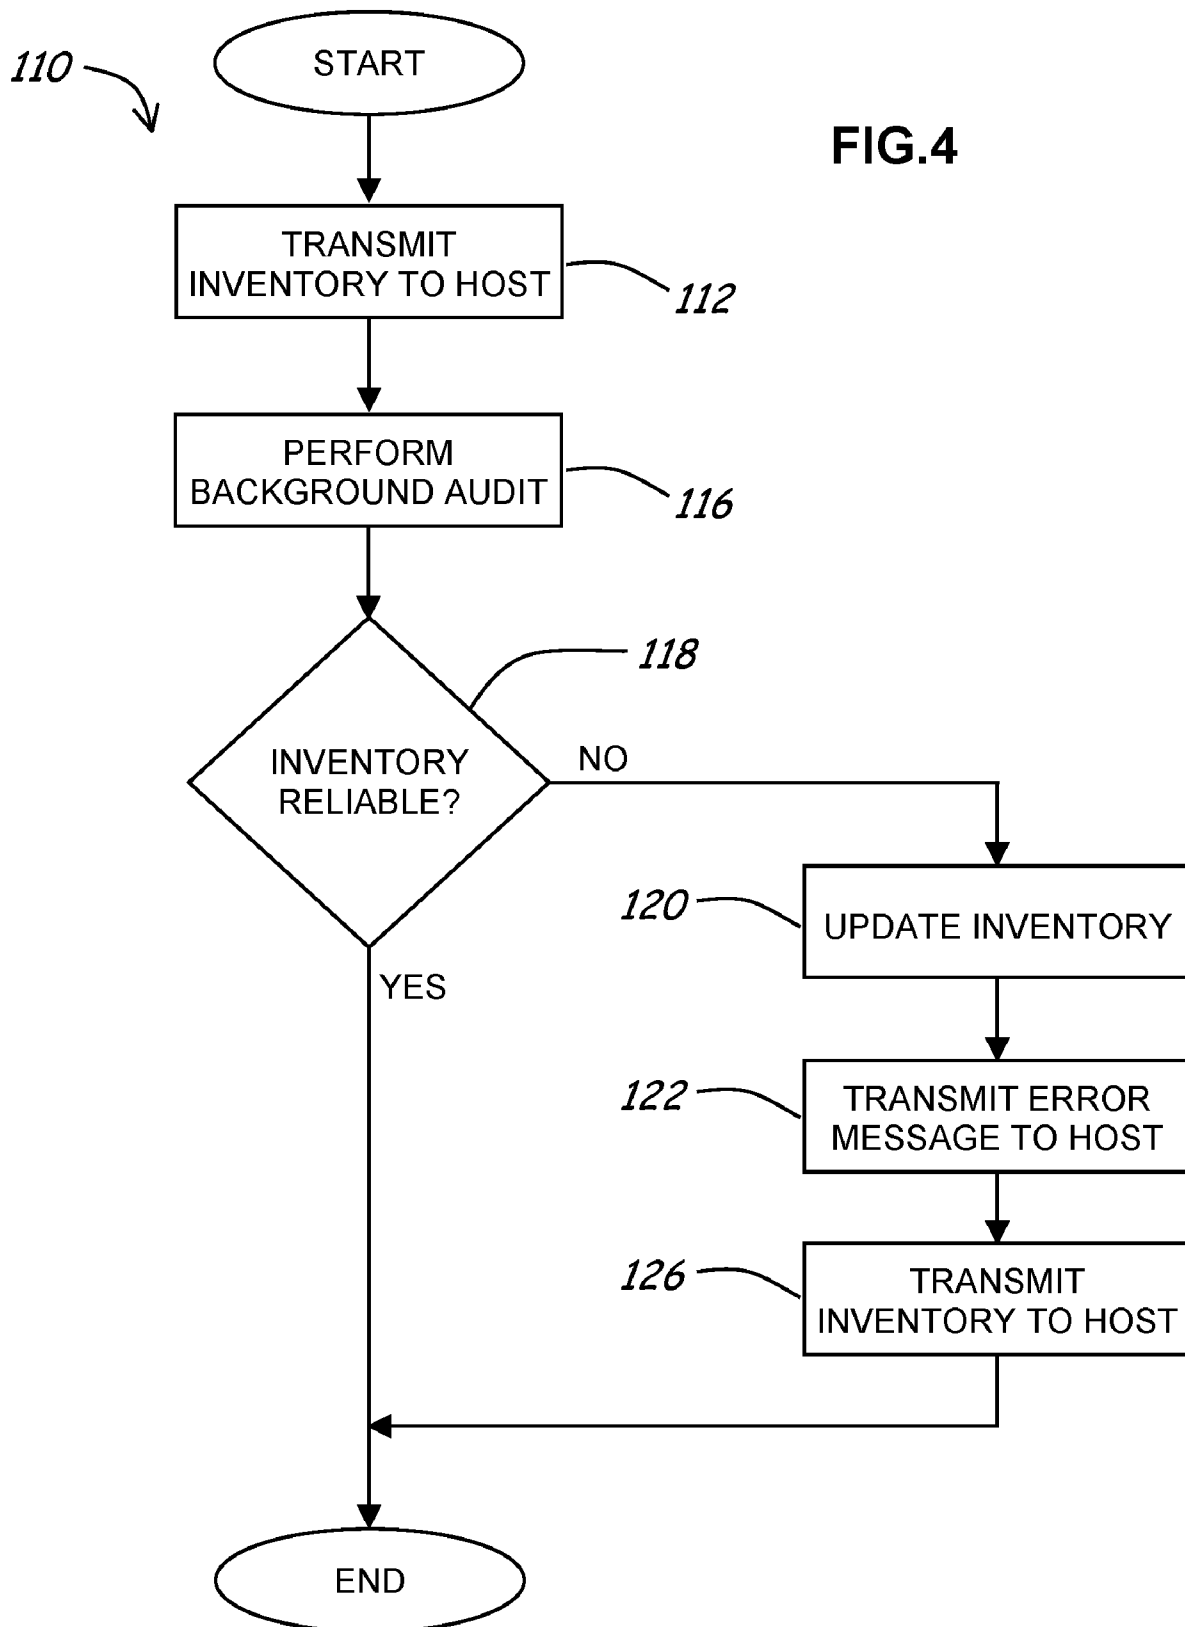 110
START
FIG.4
TRANSMIT
INVENTORY TO HOST
112
PERFORM
BACKGROUND AUDIT
116
118
INVENTORY
RELIABLE?
NO
YES
120
UPDATE INVENTORY
122
TRANSMIT ERROR
MESSAGE TO HOST
126
TRANSMIT
INVENTORY TO HOST
END